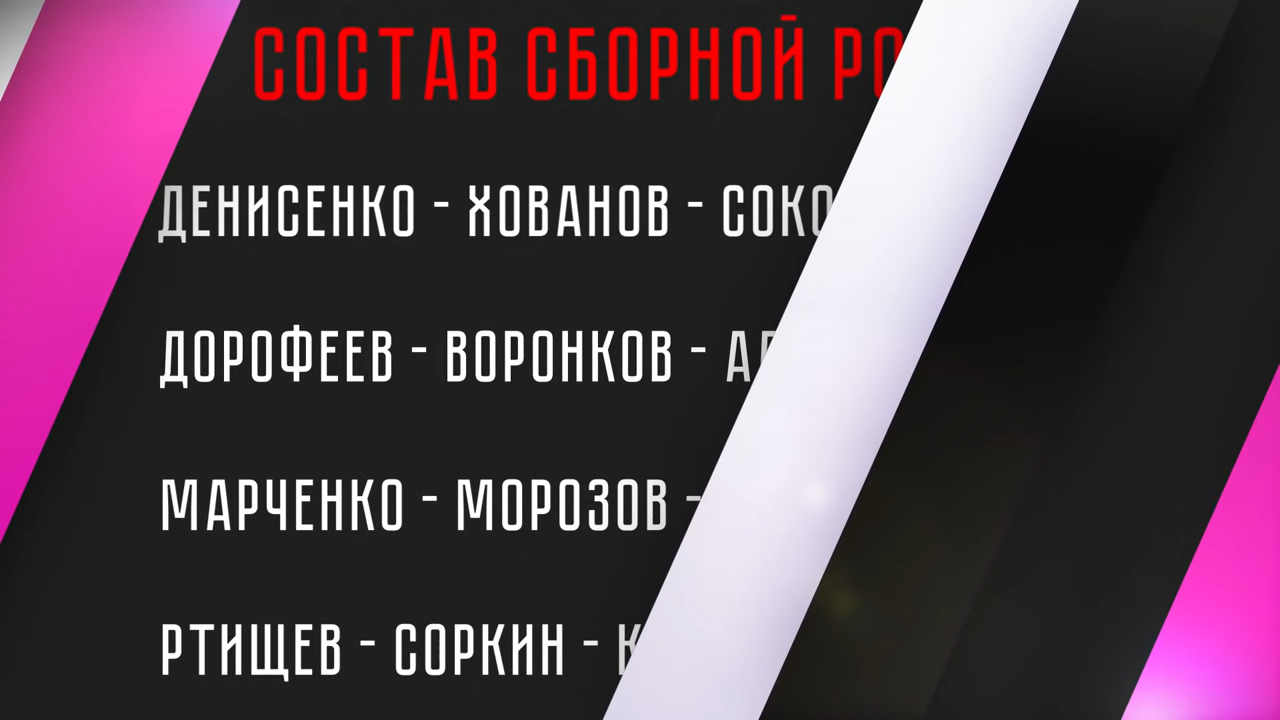 СОСТАВ СБОРНОЙ
ДЕНИСЕНКО - ХОВАНОВ -
ДОРОФЕЕВ - ВОРОНКОВ -
МАРЧЕНКО - МОРОЗОВ -
РТИЩЕВ - СОРКИН -